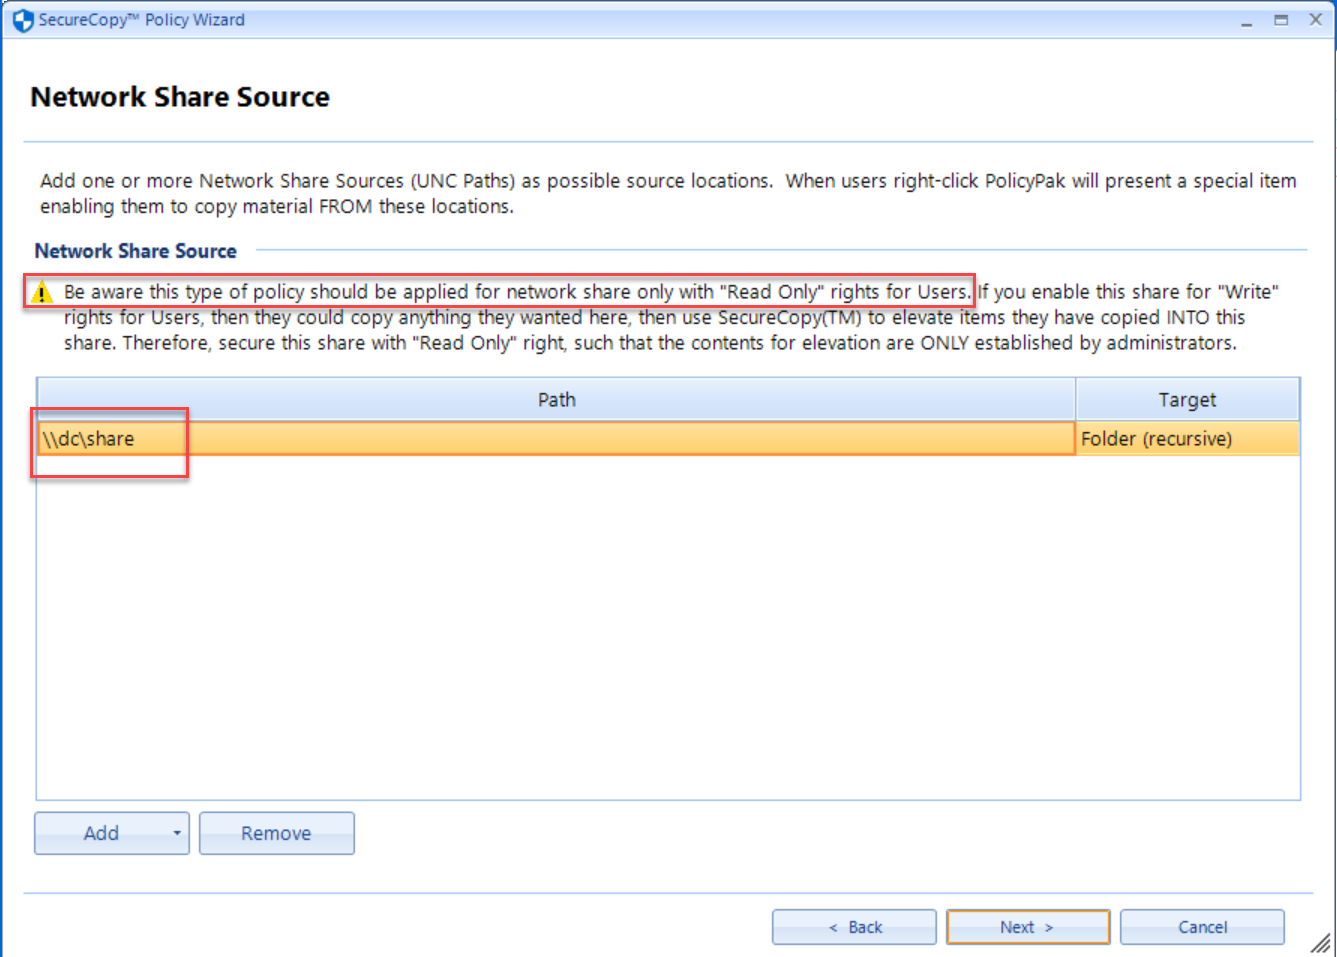 SecureCopy™ Policy Wizard
Network Share Source
Add one or more Network Share Sources (UNC Paths) as possible source locations.  When users right-click PolicyPak will present a special item
enabling them to copy material FROM these locations.
Network Share Source
Be aware this type of policy should be applied for network share only with "Read Only" rights for Users. If you enable this share for "Write"
rights for Users, then they could copy anything they wanted here, then use SecureCopy(TM) to elevate items they have copied INTO this
share. Therefore, secure this share with "Read Only" right, such that the contents for elevation are ONLY established by administrators.
Path Target
\\dc\share Folder (recursive)
Add Remove
< Back Next > Cancel